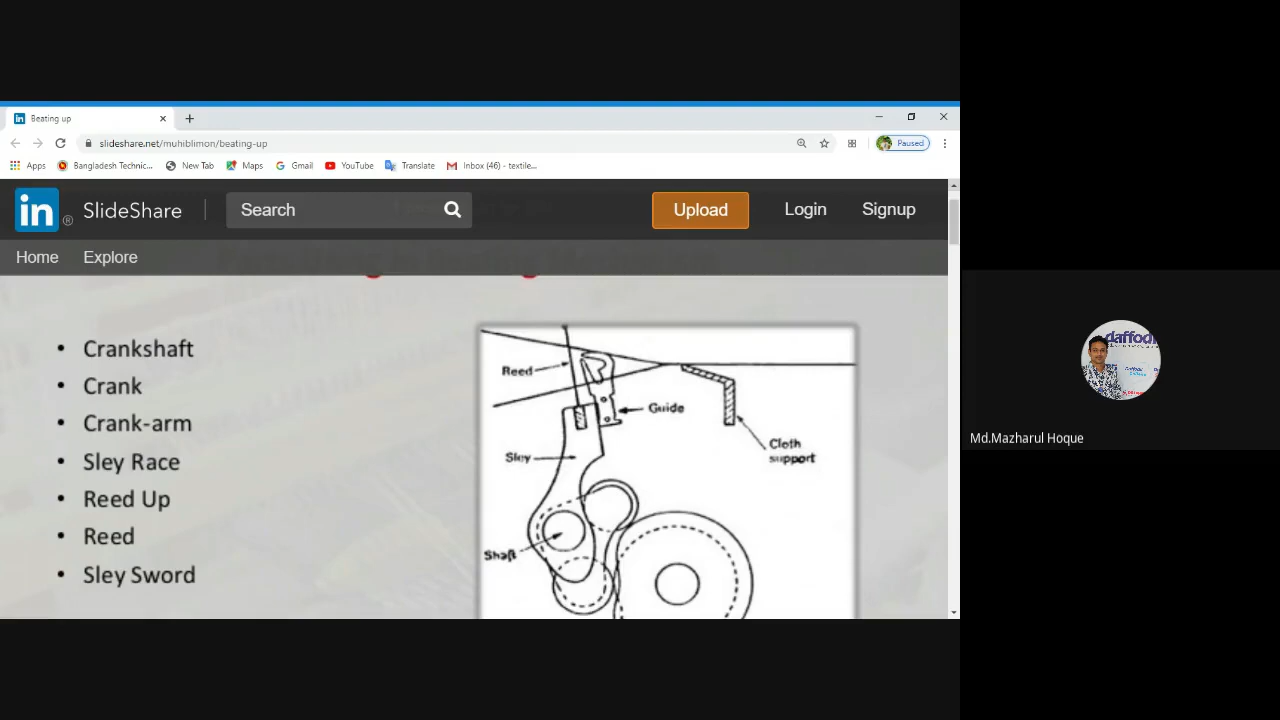 Beating up
slideshare.net/muhiblimon/beating-up
Paused
Apps
Bangladesh Technic...
New Tab
Maps
Gmail
YouTube
Translate
Inbox (46) - textile...
in
®
SlideShare
Search
Upload
Login
Signup
Home
Explore
• Crankshaft
• Crank
• Crank-arm
• Sley Race
• Reed Up
• Reed
• Sley Sword
Reed
Guide
Sley
Cloth
support
Shaft
daffodi
Md.Mazharul Hoque